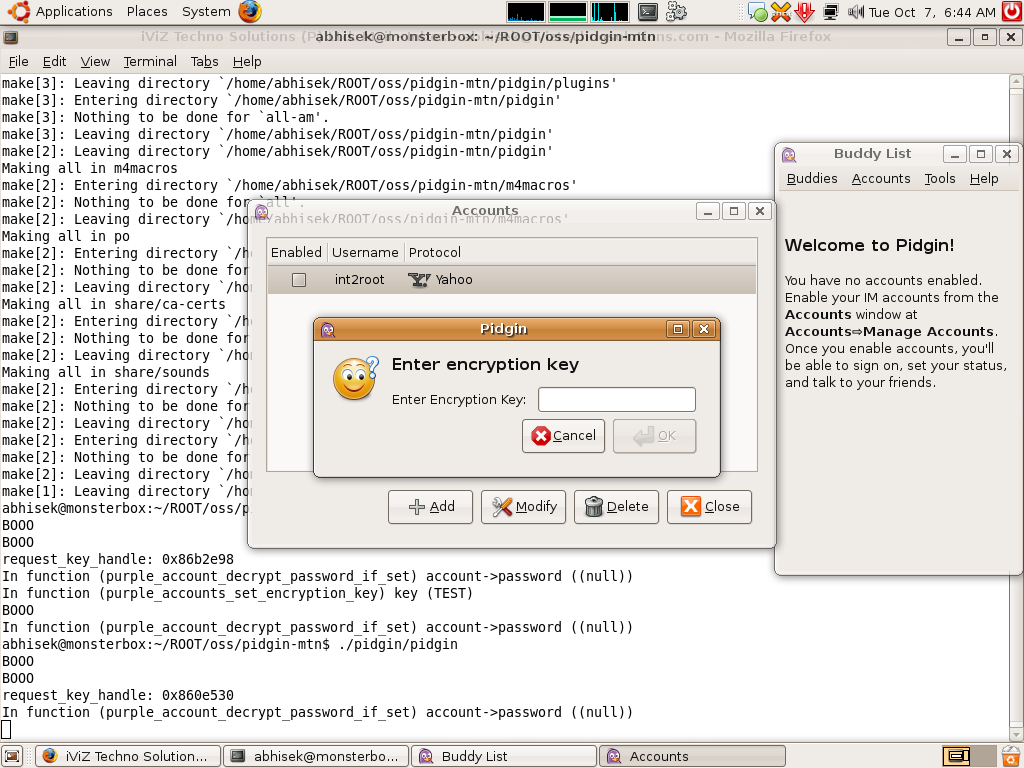 Applications Places System Tue Oct 7, 6:44 AM
abhisek@monsterbox: ~/ROOT/oss/pidgin-mtn
File Edit View Terminal Tabs Help
make[3]: Leaving directory `/home/abhisek/ROOT/oss/pidgin-mtn/pidgin/plugins'
make[3]: Entering directory `/home/abhisek/ROOT/oss/pidgin-mtn/pidgin'
make[3]: Nothing to be done for `all-am'.
make[3]: Leaving directory `/home/abhisek/ROOT/oss/pidgin-mtn/pidgin'
make[2]: Leaving directory `/home/abhisek/ROOT/oss/pidgin-mtn/pidgin'
Making all in m4macros
make[2]: Entering directory `/home/abhisek/ROOT/oss/pidgin-mtn/m4macros'
make[2]: Nothing to be done for `all'.
make[2]: Leaving directory `/home/abhisek/ROOT/oss/pidgin-mtn/m4macros'
Making all in po
make[2]: Entering directory `/h
make[2]: Nothing to be done for
make[2]: Leaving directory `/ho
Making all in share/ca-certs
make[2]: Entering directory `/h
make[2]: Nothing to be done for
make[2]: Leaving directory `/ho
Making all in share/sounds
make[2]: Entering directory `/h
make[2]: Nothing to be done for
make[2]: Leaving directory `/ho
make[2]: Entering directory `/h
make[2]: Nothing to be done for
make[2]: Leaving directory `/ho
make[1]: Leaving directory `/ho
abhisek@monsterbox:~/ROOT/oss/p
BOOO
BOOO
request_key_handle: 0x86b2e98
In function (purple_account_decrypt_password_if_set) account->password ((null))
In function (purple_accounts_set_encryption_key) key (TEST)
BOOO
In function (purple_account_decrypt_password_if_set) account->password ((null))
abhisek@monsterbox:~/ROOT/oss/pidgin-mtn$ ./pidgin/pidgin
BOOO
BOOO
request_key_handle: 0x860e530
In function (purple_account_decrypt_password_if_set) account->password ((null))
Accounts
Enabled Username Protocol
int2root Yahoo
Pidgin
Enter encryption key
Enter Encryption Key:
Cancel OK
Add Modify Delete Close
Buddy List
Buddies Accounts Tools Help
Welcome to Pidgin!
You have no accounts enabled.
Enable your IM accounts from the
Accounts window at
Accounts⇨Manage Accounts.
Once you enable accounts, you'll
be able to sign on, set your status,
and talk to your friends.
iViZ Techno Solution... abhisek@monsterbo... Buddy List Accounts